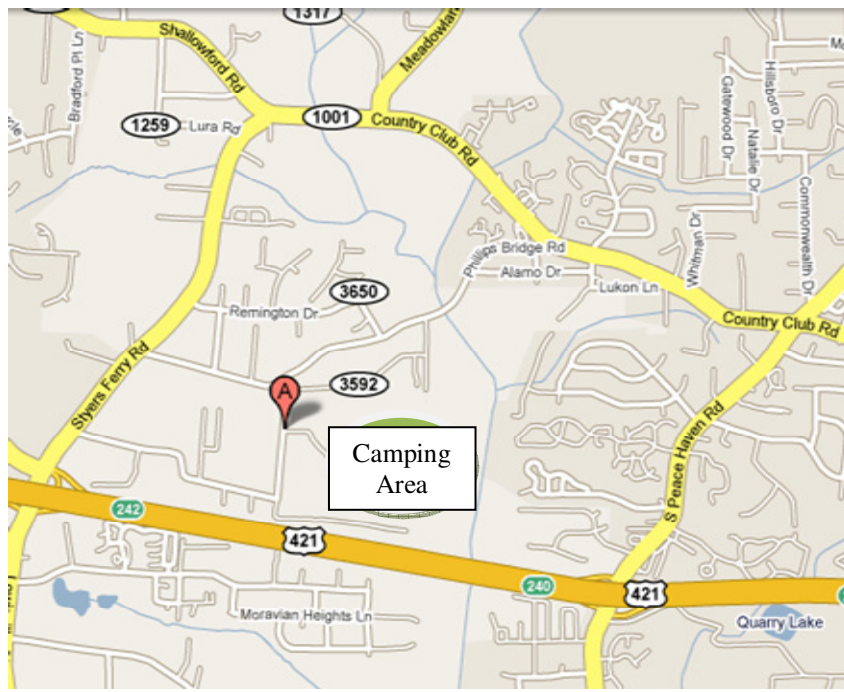 1317
Shallowford Rd
Meadowlar
Bradford Pl Ln
1259
Lura Rd
1001
Country Club Rd
Gatewood Dr
Hillsboro Dr
Natalie Dr
Commonwealth Dr
Whitman Dr
Phillips Bridge Rd
Alamo Dr
Lukon Ln
3650
Remington Dr
Country Club Rd
Styers Ferry Rd
3592
A
Camping
Area
S Peace Haven Rd
242
421
240
421
Moravian Heights Ln
Quarry Lake